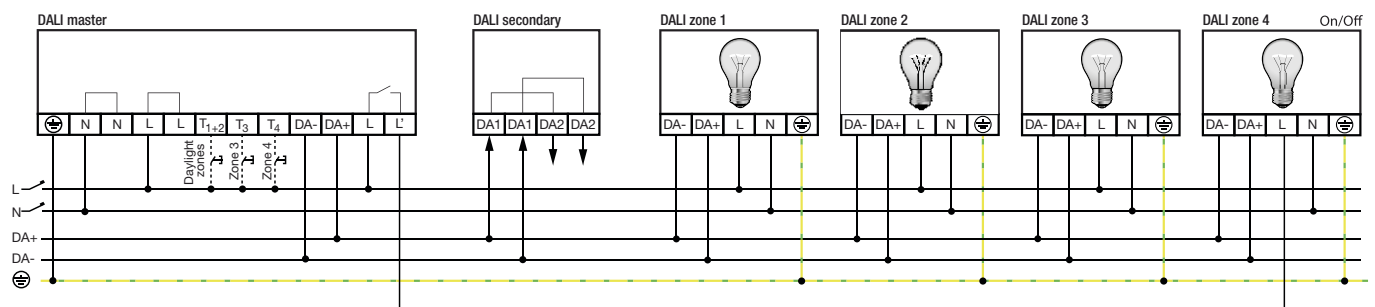 DALI master DALI secondary DALI zone 1 DALI zone 2 DALI zone 3 DALI zone 4 On/Off
N N L L T1+2 T3 T4 DA- DA+ L L' DA1 DA1 DA2 DA2 DA- DA+ L N DA- DA+ L N DA- DA+ L N DA- DA+ L N
Daylight
zones
Zone 3
Zone 4
L
N
DA+
DA-